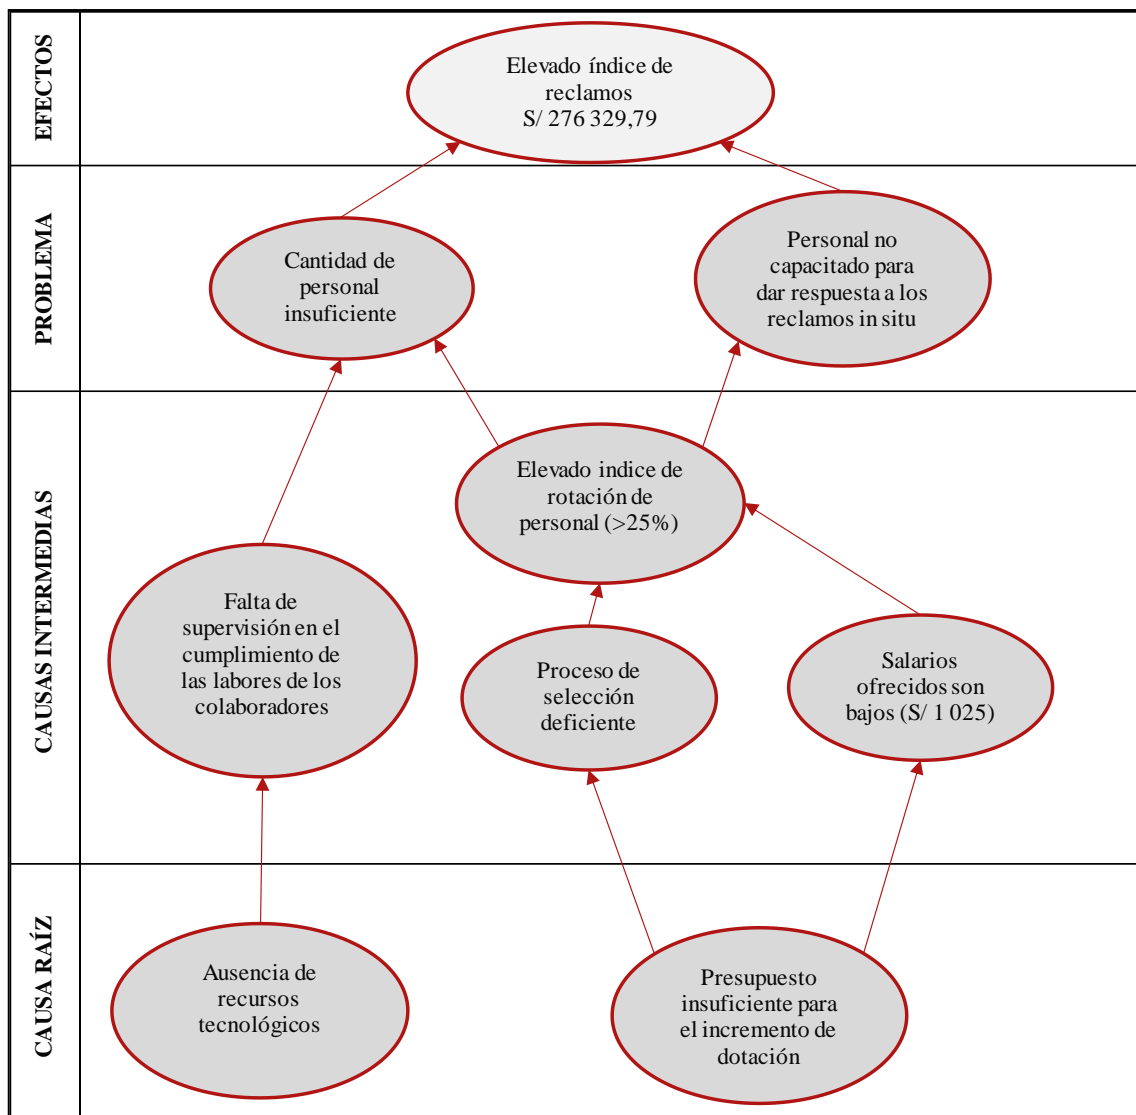 EFECTOS
Elevado índice de
reclamos
S/ 276 329,79
PROBLEMA
Cantidad de
personal
insuficiente
Personal no
capacitado para
dar respuesta a los
reclamos in situ
CAUSAS INTERMEDIAS
Elevado indice de
rotación de
personal (>25%)
Falta de
supervisión en el
cumplimiento de
las labores de los
colaboradores
Proceso de
selección
deficiente
Salarios
ofrecidos son
bajos (S/ 1 025)
CAUSA RAÍZ
Ausencia de
recursos
tecnológicos
Presupuesto
insuficiente para
el incremento de
dotación